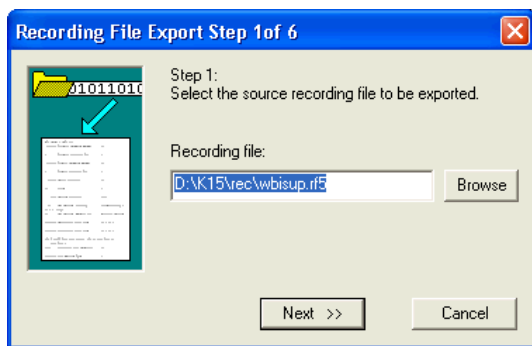 Recording File Export Step 1of 6
01011010
Step 1:
Select the source recording file to be exported.
Recording file:
D:\K15\rec\wbisup.rf5
Browse
Next >>
Cancel